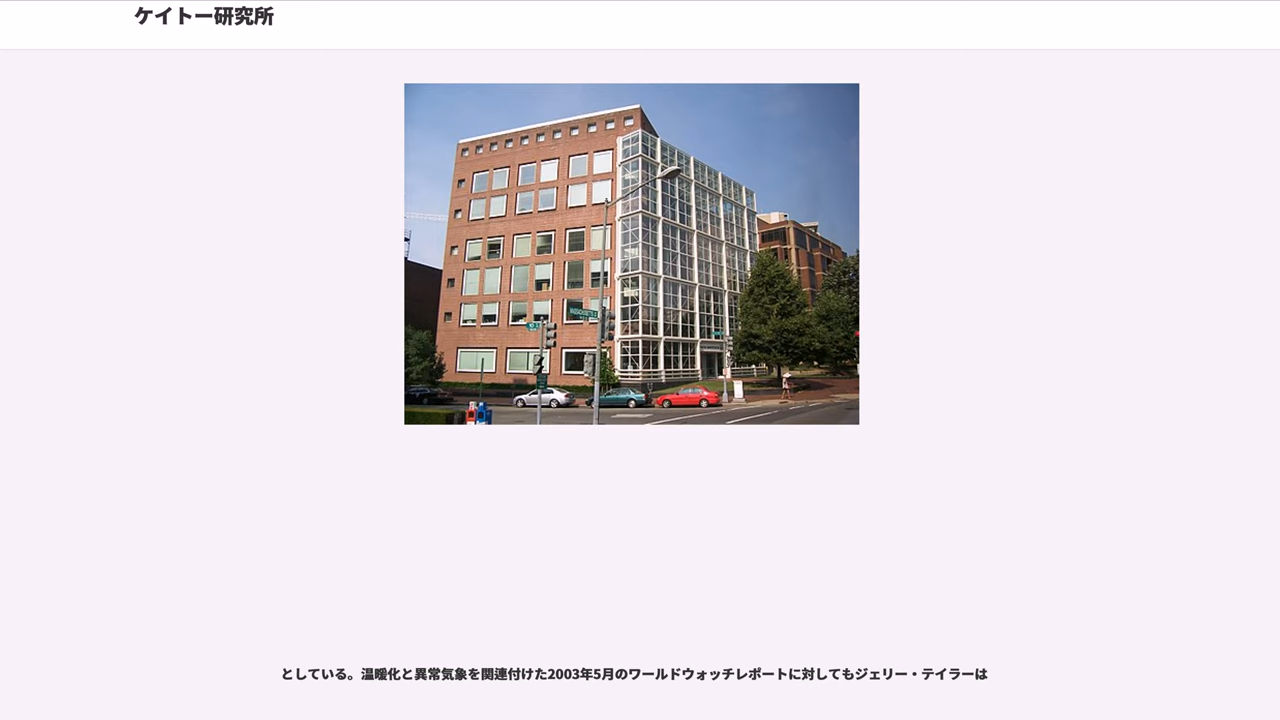 ケイトー研究所
MASSACHUSETTS
としている。温暖化と異常気象を関連付けた2003年5月のワールドウォッチレポートに対してもジェリー・テイラーは